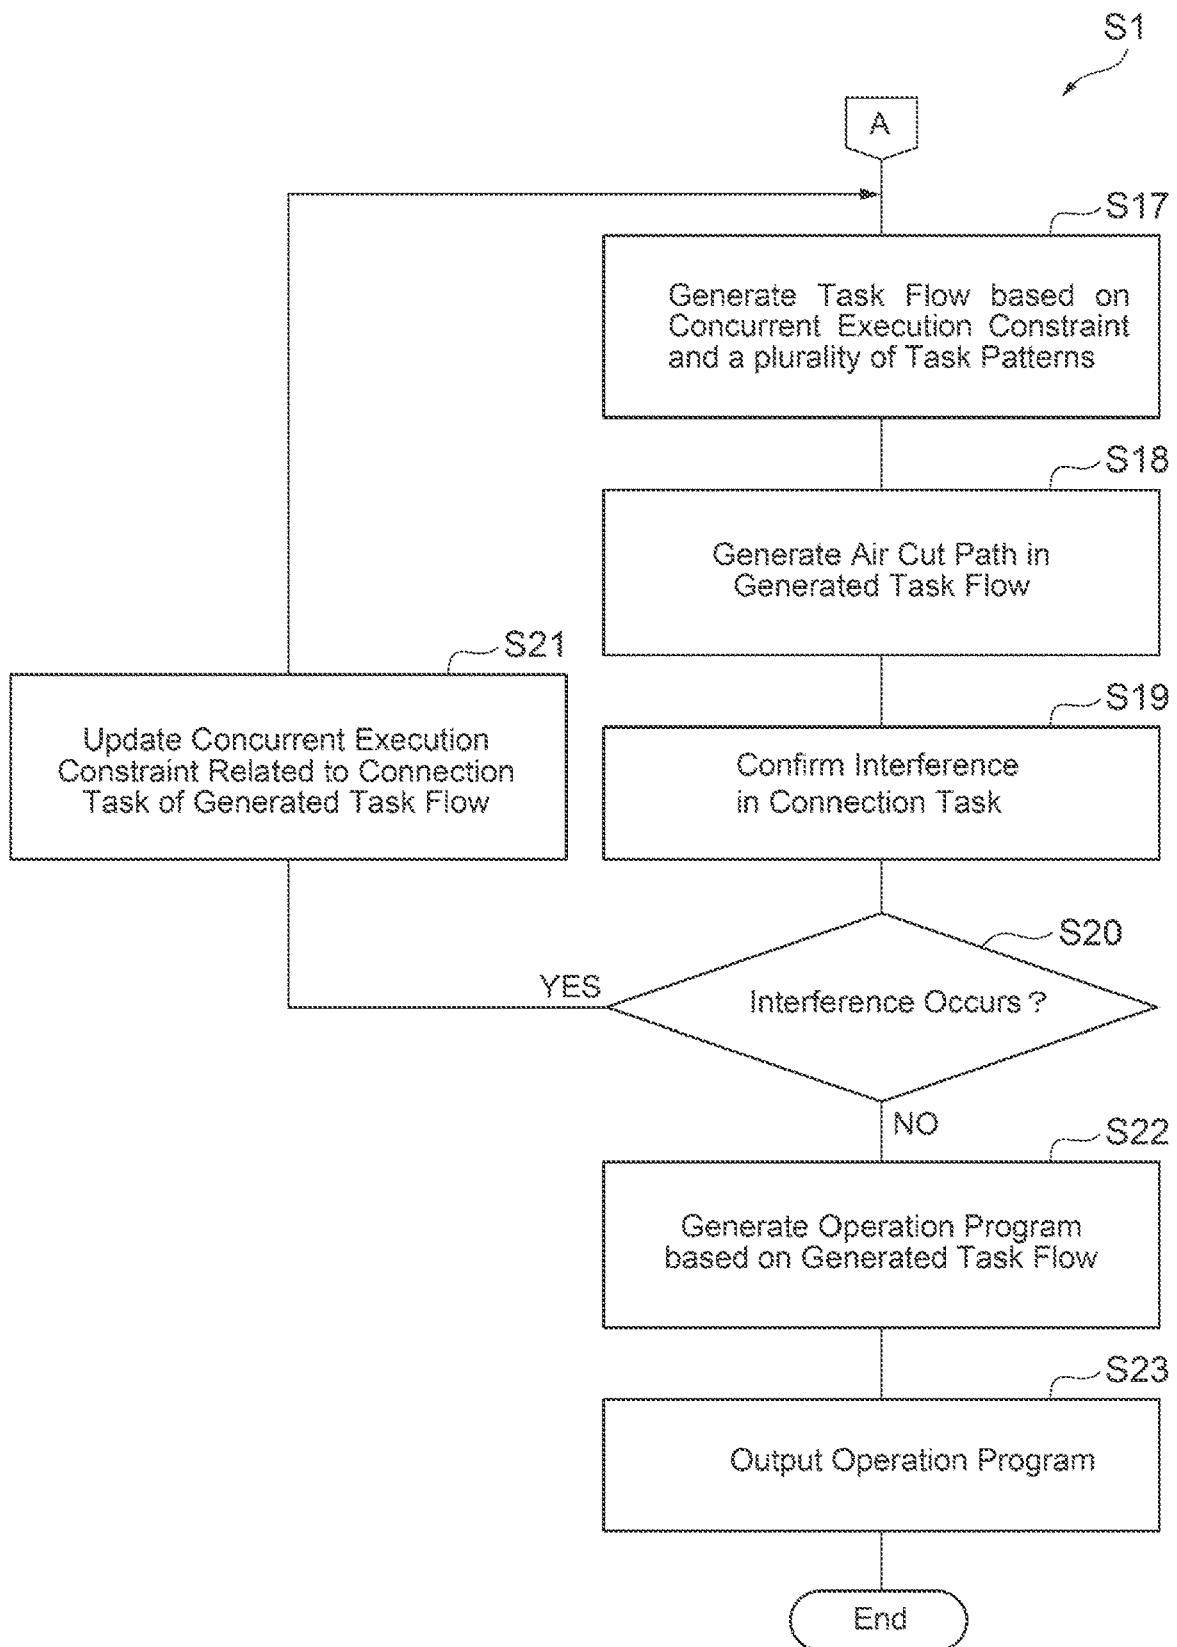 S1
A
S17
Generate Task Flow based on
Concurrent Execution Constraint
and a plurality of Task Patterns
S18
Generate Air Cut Path in
Generated Task Flow
S21
Update Concurrent Execution
Constraint Related to Connection
Task of Generated Task Flow
S19
Confirm Interference
in Connection Task
S20
YES
Interference Occurs?
NO
S22
Generate Operation Program
based on Generated Task Flow
S23
Output Operation Program
End